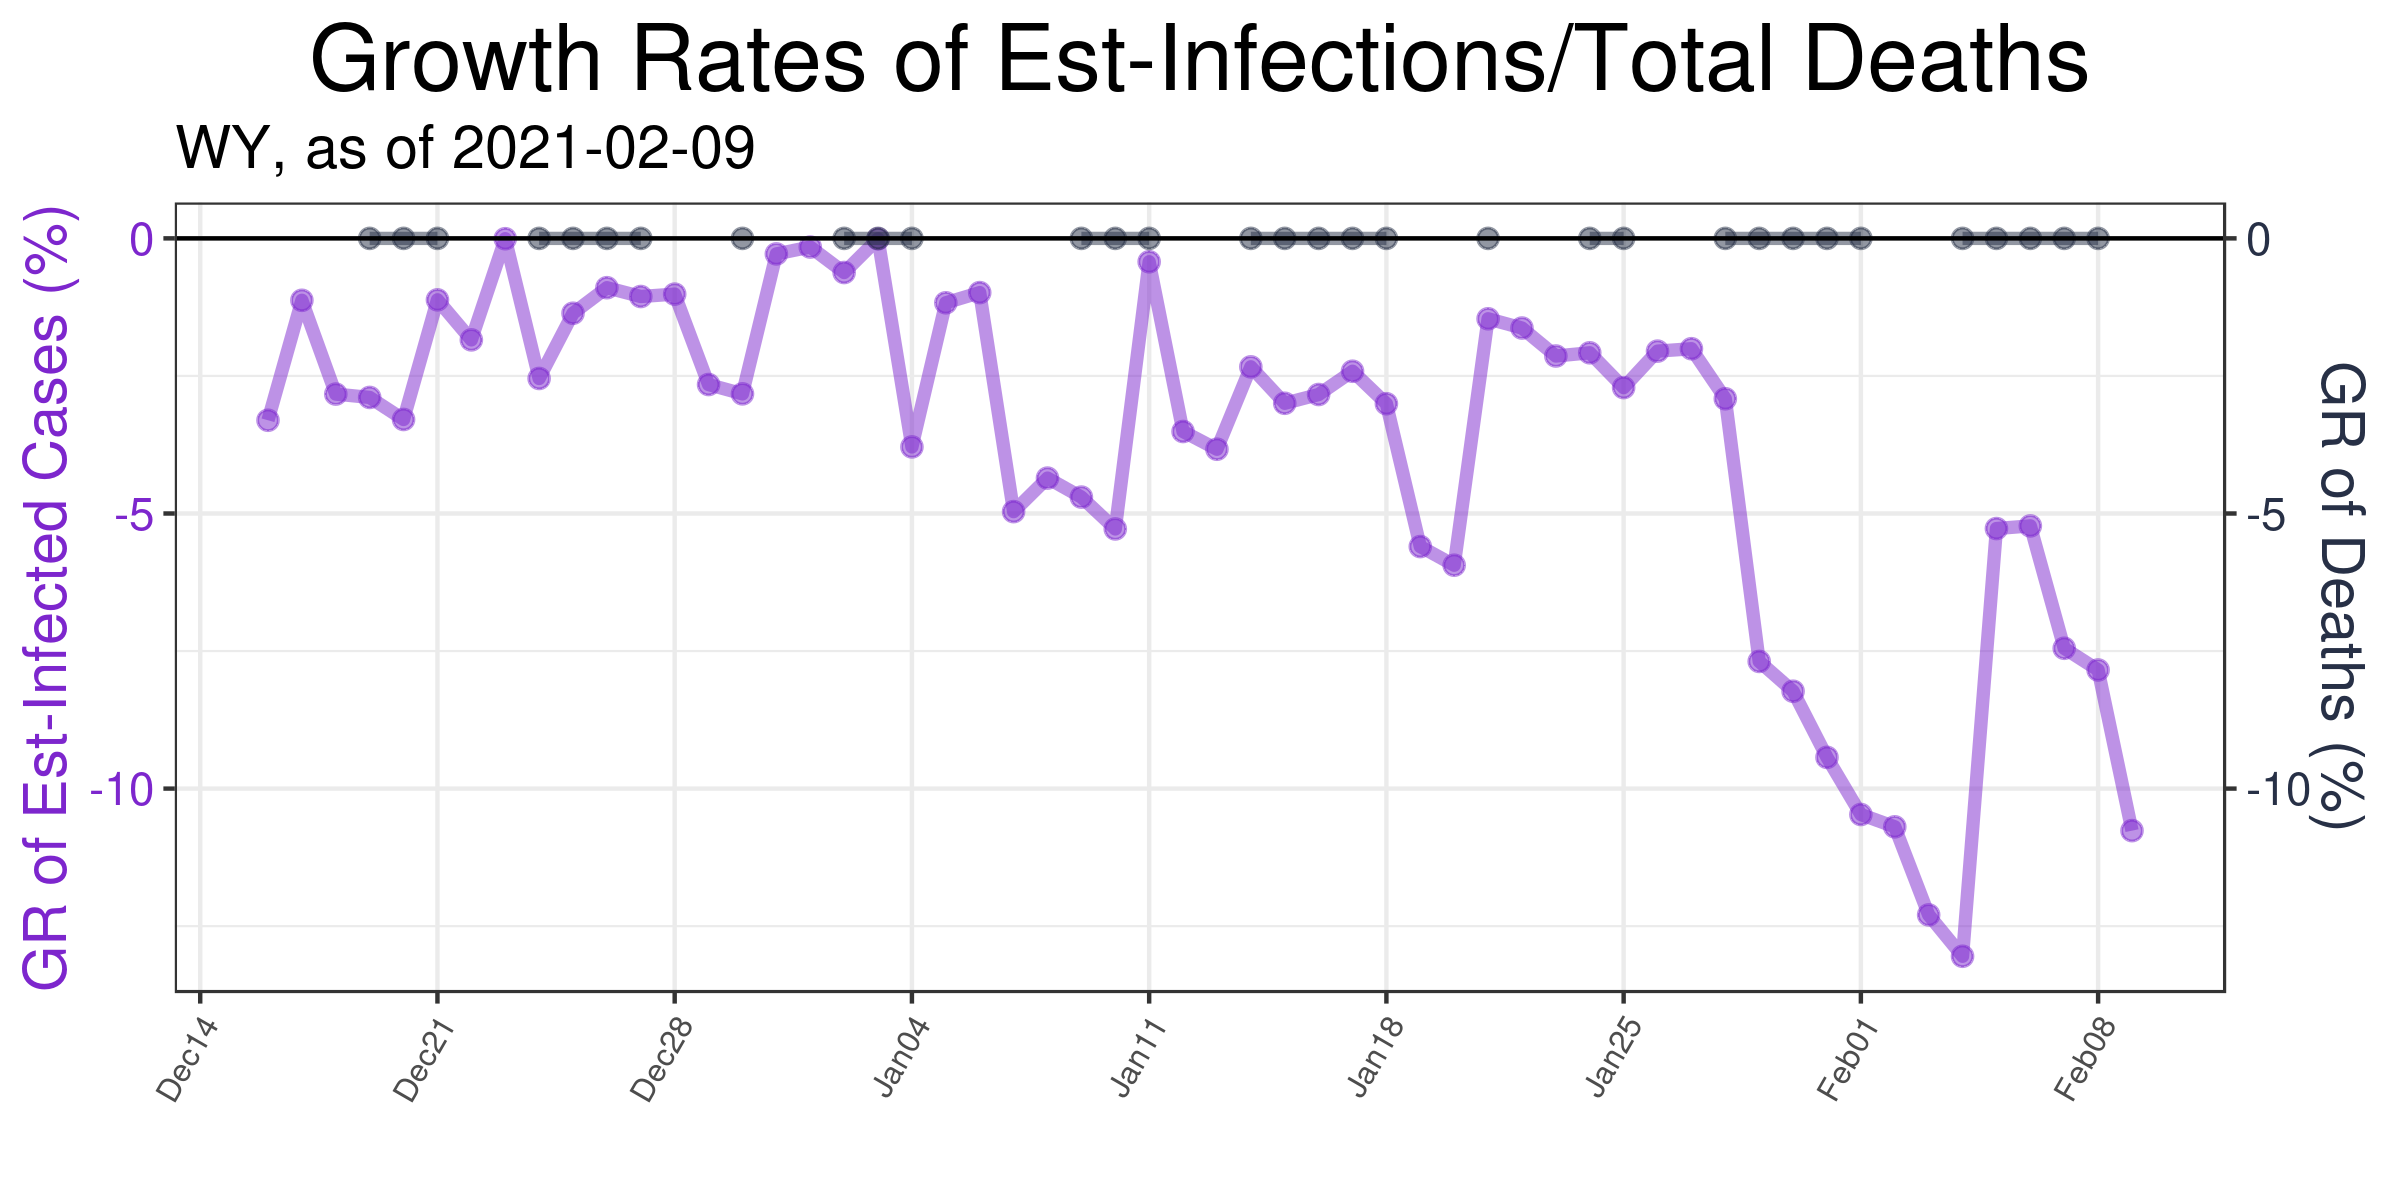 Growth Rates of Est-Infections/Total Deaths
WY, as of 2021-02-09
GR of Est-Infected Cases (%)
0
-5
-10
0
-5
-10
GR of Deaths (%)
Dec14
Dec21
Dec28
Jan04
Jan11
Jan18
Jan25
Feb01
Feb08